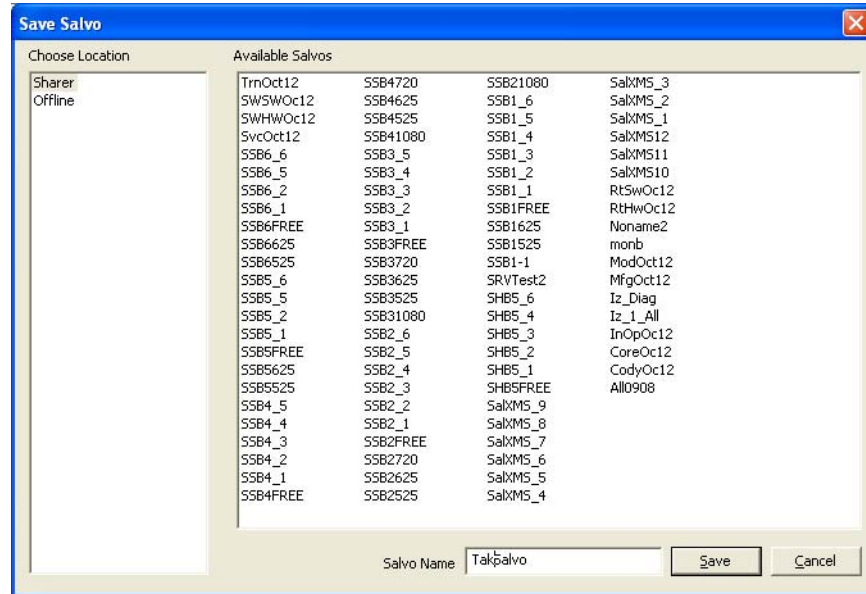 Save Salvo
Choose Location
Sharer
Offline
Available Salvos
TrnOct12
SWSWOc12
SWHWOc12
SvcOct12
SSB6_6
SSB6_5
SSB6_2
SSB6_1
SSB6FREE
SSB6625
SSB6525
SSB5_6
SSB5_5
SSB5_2
SSB5_1
SSB5FREE
SSB5625
SSB5525
SSB4_5
SSB4_4
SSB4_3
SSB4_2
SSB4_1
SSB4FREE
SSB4720
SSB4625
SSB4525
SSB41080
SSB3_5
SSB3_4
SSB3_3
SSB3_2
SSB3_1
SSB3FREE
SSB3720
SSB3625
SSB3525
SSB31080
SSB2_6
SSB2_5
SSB2_4
SSB2_3
SSB2_2
SSB2_1
SSB2FREE
SSB2720
SSB2625
SSB2525
SSB21080
SSB1_6
SSB1_5
SSB1_4
SSB1_3
SSB1_2
SSB1_1
SSB1FREE
SSB1625
SSB1525
SSB1-1
SRVTest2
SHB5_6
SHB5_4
SHB5_3
SHB5_2
SHB5_1
SHB5FREE
SalXMS_9
SalXMS_8
SalXMS_7
SalXMS_6
SalXMS_5
SalXMS_4
SalXMS_3
SalXMS_2
SalXMS_1
SalXMS12
SalXMS11
SalXMS10
RtSwOc12
RtHwOc12
Noname2
monb
ModOct12
MfgOct12
Iz_Diag
Iz_1_All
InOpOc12
CoreOc12
CodyOc12
All0908
Salvo Name
Save
Cancel